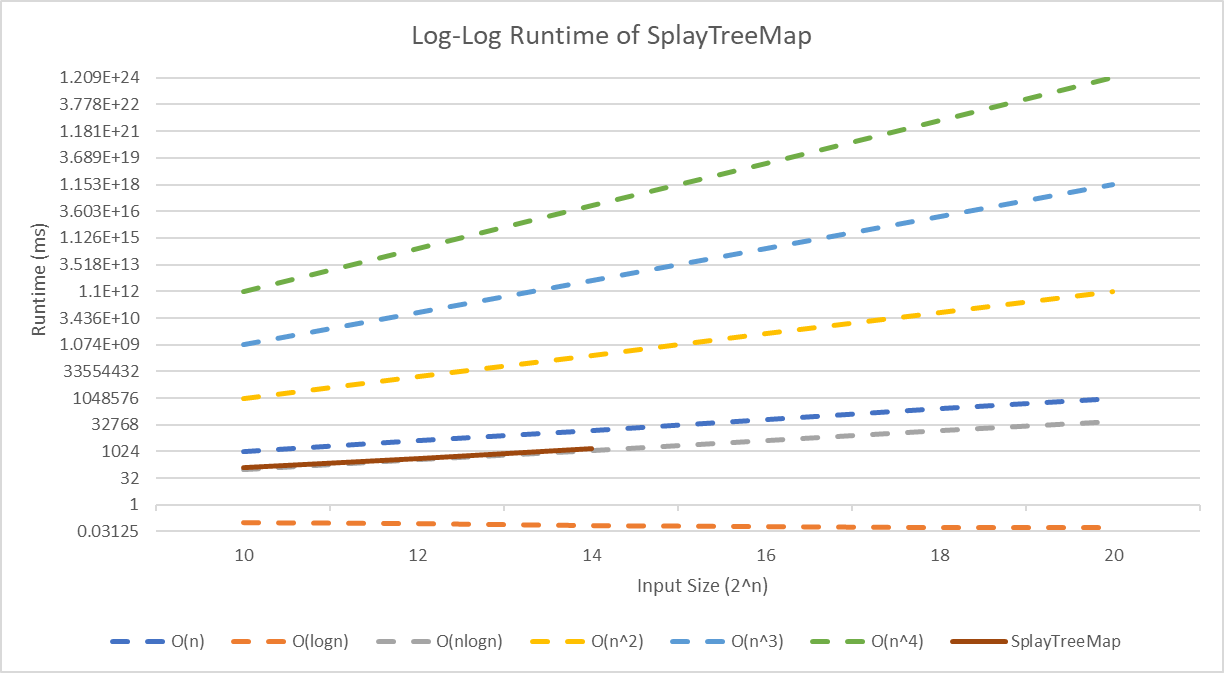 Log-Log Runtime of SplayTreeMap
1.209E+24
3.778E+22
1.181E+21
3.689E+19
1.153E+18
3.603E+16
1.126E+15
3.518E+13
1.1E+12
3.436E+10
1.074E+09
33554432
1048576
32768
1024
32
1
0.03125
Runtime (ms)
10 12 14 16 18 20
Input Size (2^n)
O(n) O(logn) O(nlogn) O(n^2) O(n^3) O(n^4) SplayTreeMap